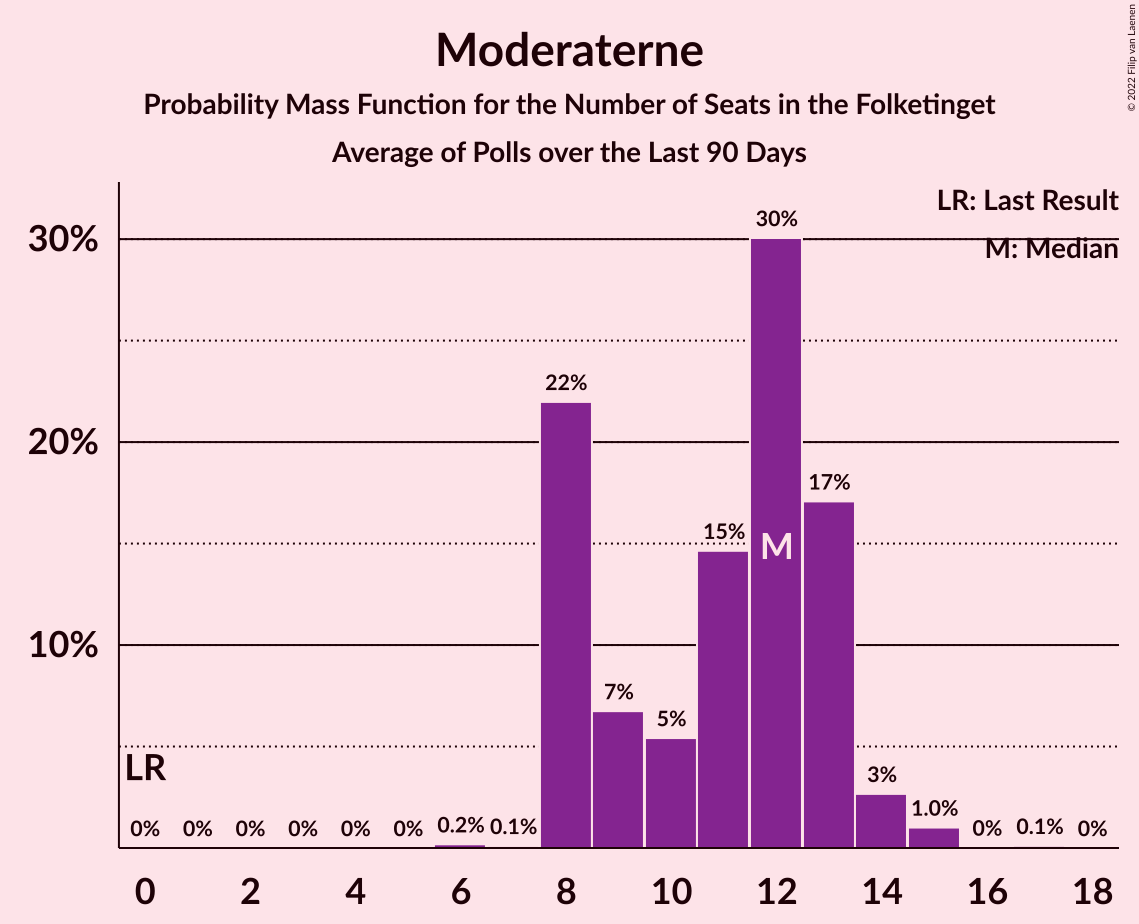 Moderaterne
Probability Mass Function for the Number of Seats in the Folketinget
Average of Polls over the Last 90 Days
© 2022 Filip van Laenen
LR: Last Result
M: Median
30%
20%
10%
30%
22%
17%
15%
M
7%
5%
3%
1.0%
LR
0% 0% 0% 0% 0% 0% 0.2% 0.1% 0% 0.1% 0%
0 2 4 6 8 10 12 14 16 18